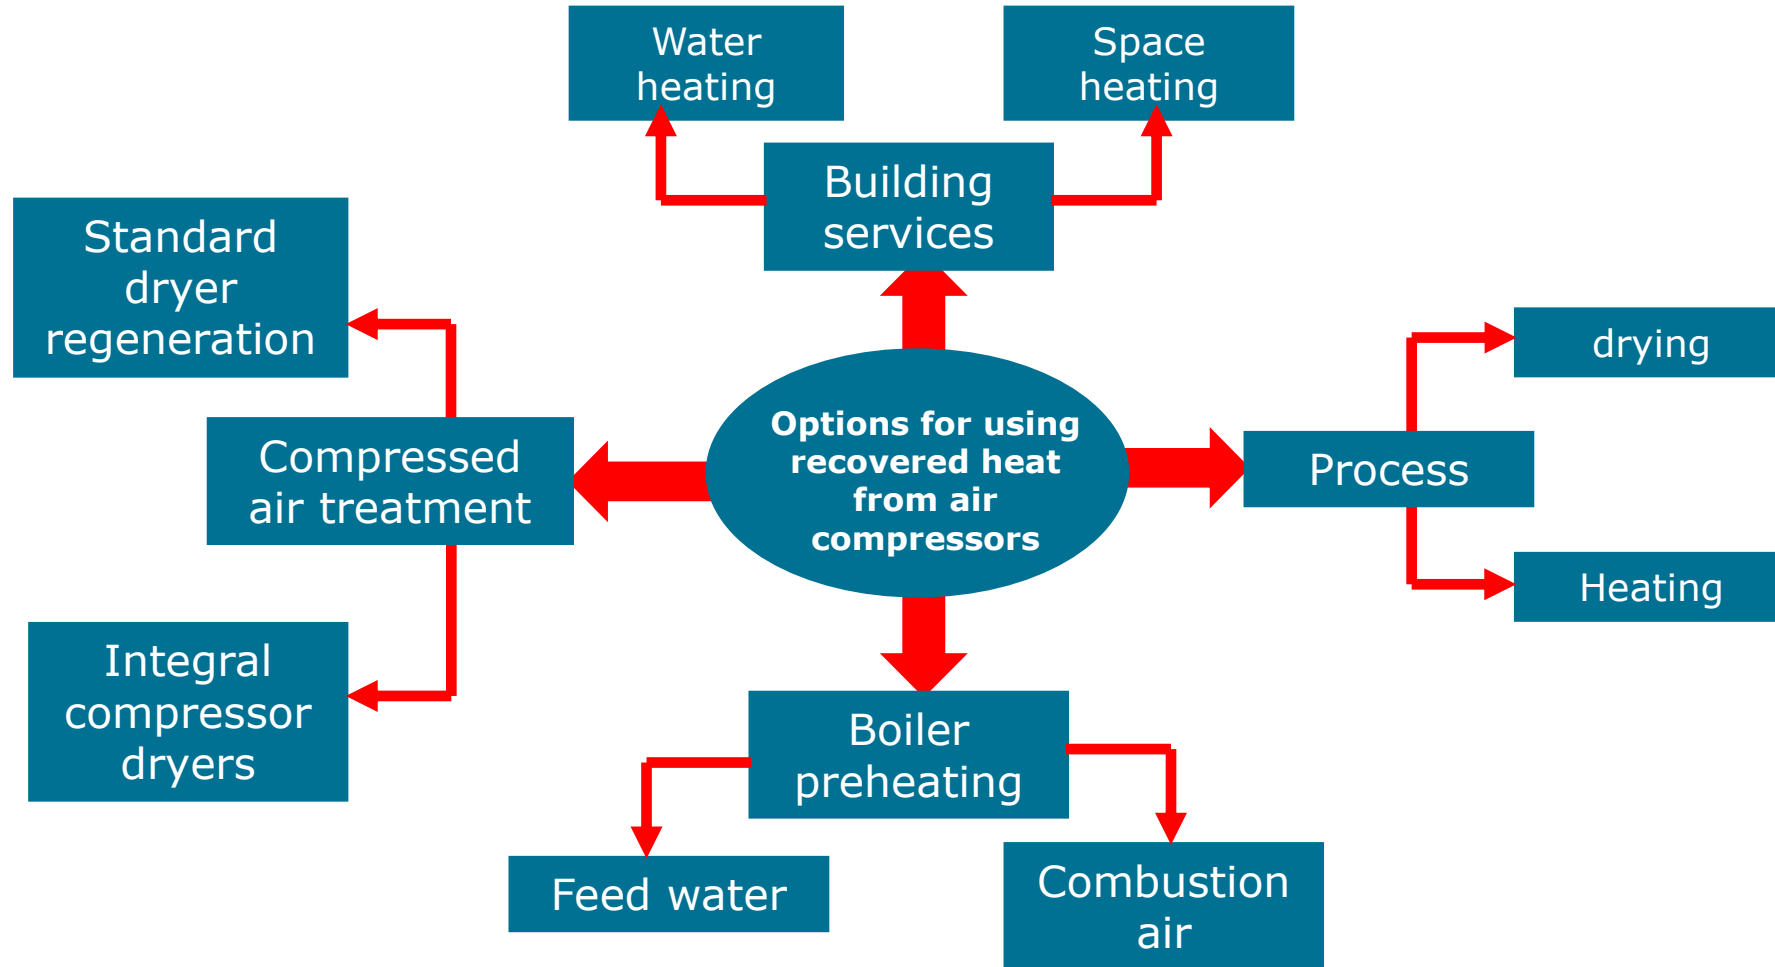 Water
heating
Space
heating
Building
services
Standard
dryer
regeneration
drying
Options for using
recovered heat
from air
compressors
Compressed
air treatment
Process
Heating
Integral
compressor
dryers
Boiler
preheating
Feed water
Combustion
air